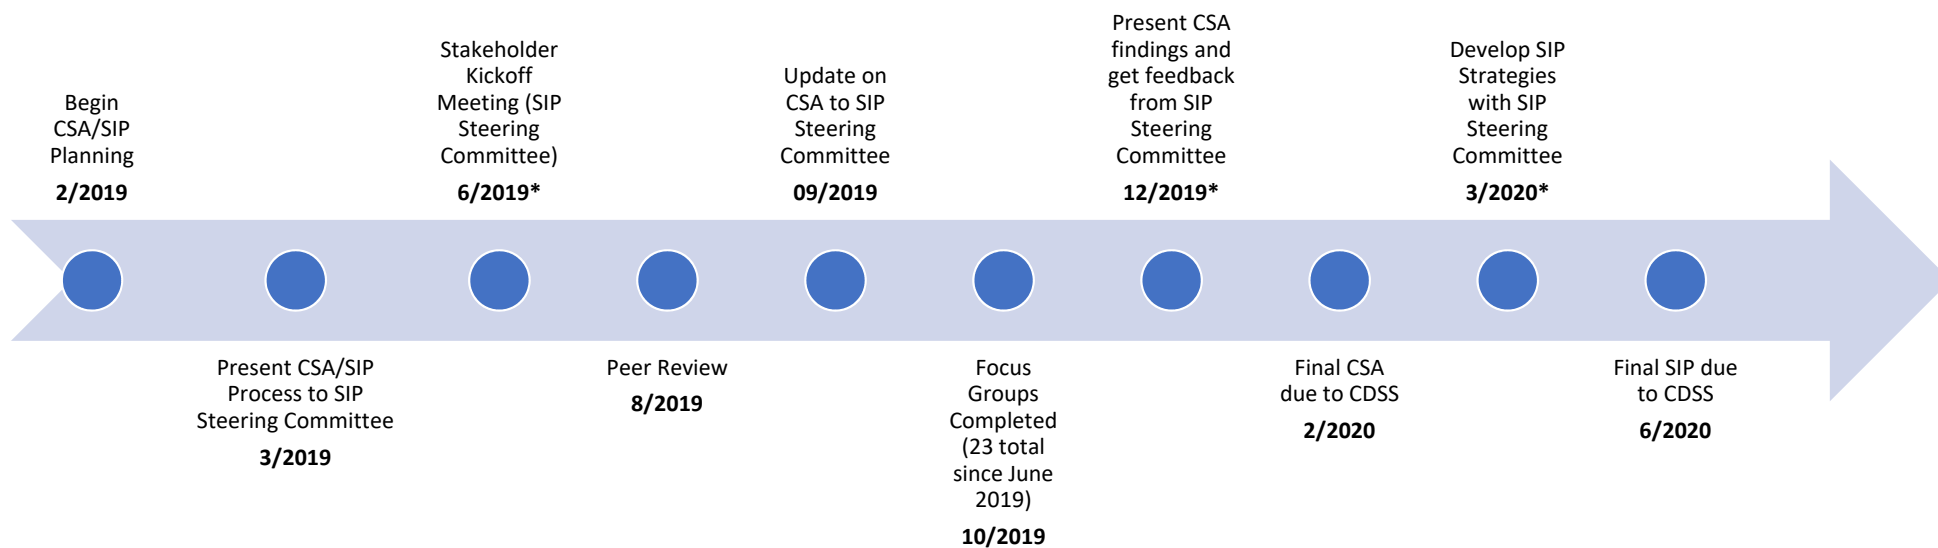 Begin
CSA/SIP
Planning
2/2019
Present CSA/SIP
Process to SIP
Steering Committee
3/2019
Stakeholder
Kickoff
Meeting (SIP
Steering
Committee)
6/2019*
Peer Review
8/2019
Update on
CSA to SIP
Steering
Committee
09/2019
Focus
Groups
Completed
(23 total
since June
2019)
10/2019
Present CSA
findings and
get feedback
from SIP
Steering
Committee
12/2019*
Final CSA
due to CDSS
2/2020
Develop SIP
Strategies
with SIP
Steering
Committee
3/2020*
Final SIP due
to CDSS
6/2020